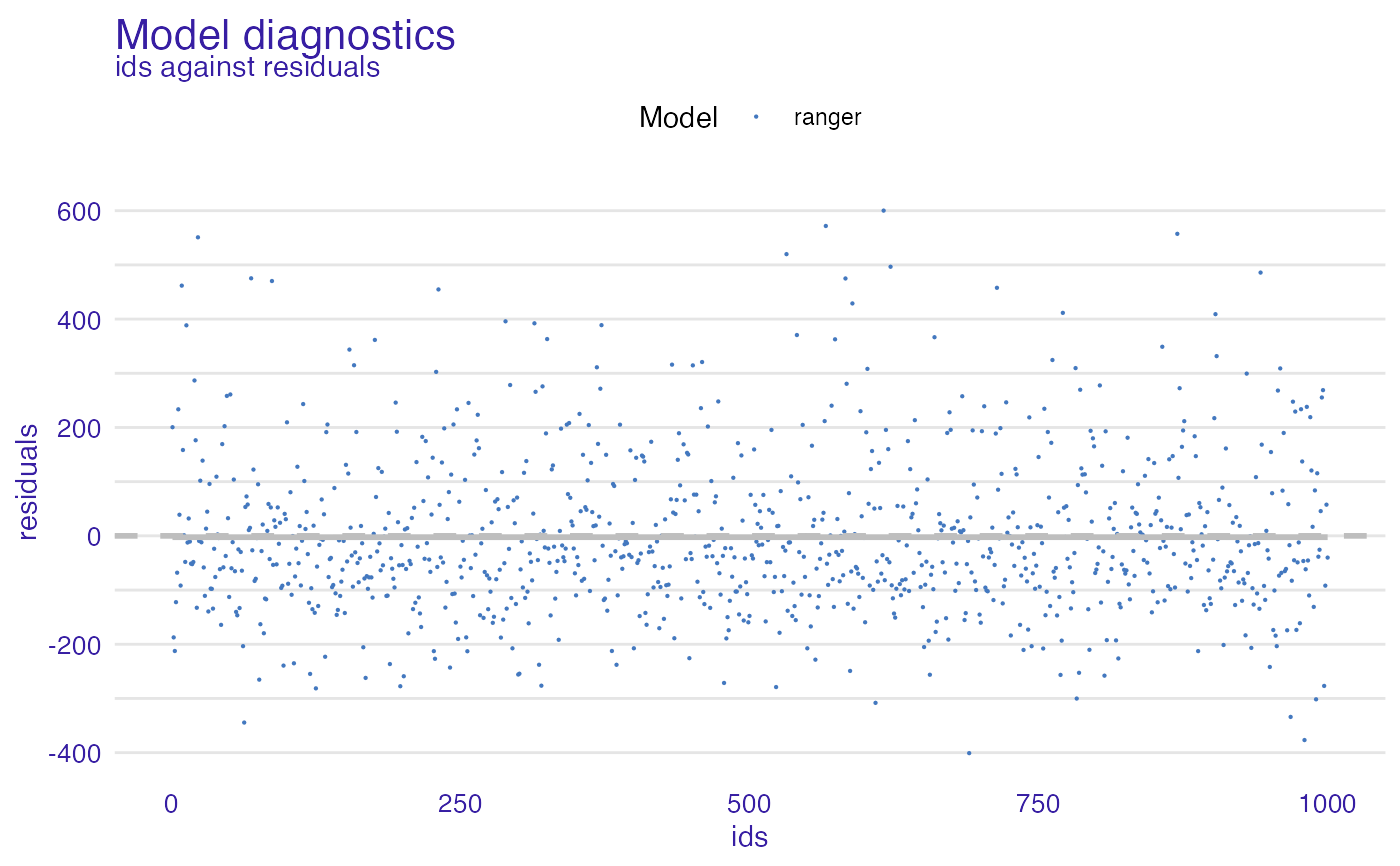 Model diagnostics
ids against residuals
Model ranger
600
400
200
0
-200
-400
residuals
0 250 500 750 1000
ids